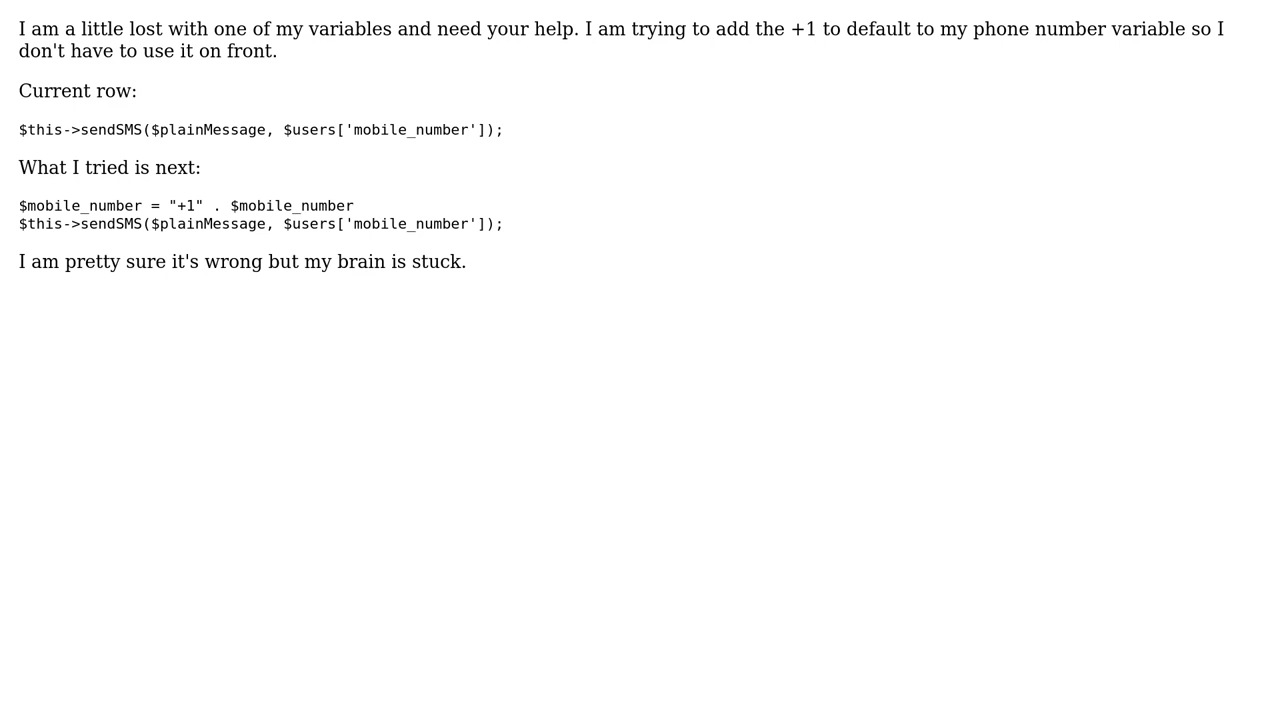 I am a little lost with one of my variables and need your help. I am trying to add the +1 to default to my phone number variable so I
don't have to use it on front.
Current row:
$this->sendSMS($plainMessage, $users['mobile_number']);
What I tried is next:
$mobile_number = "+1" . $mobile_number
$this->sendSMS($plainMessage, $users['mobile_number']);
I am pretty sure it's wrong but my brain is stuck.